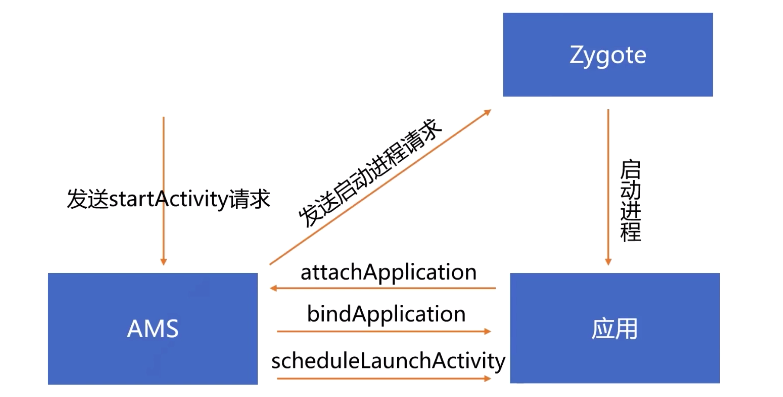 Zygote
发送startActivity请求
发送启动进程请求
启动进程
attachApplication
AMS
bindApplication
应用
scheduleLaunchActivity